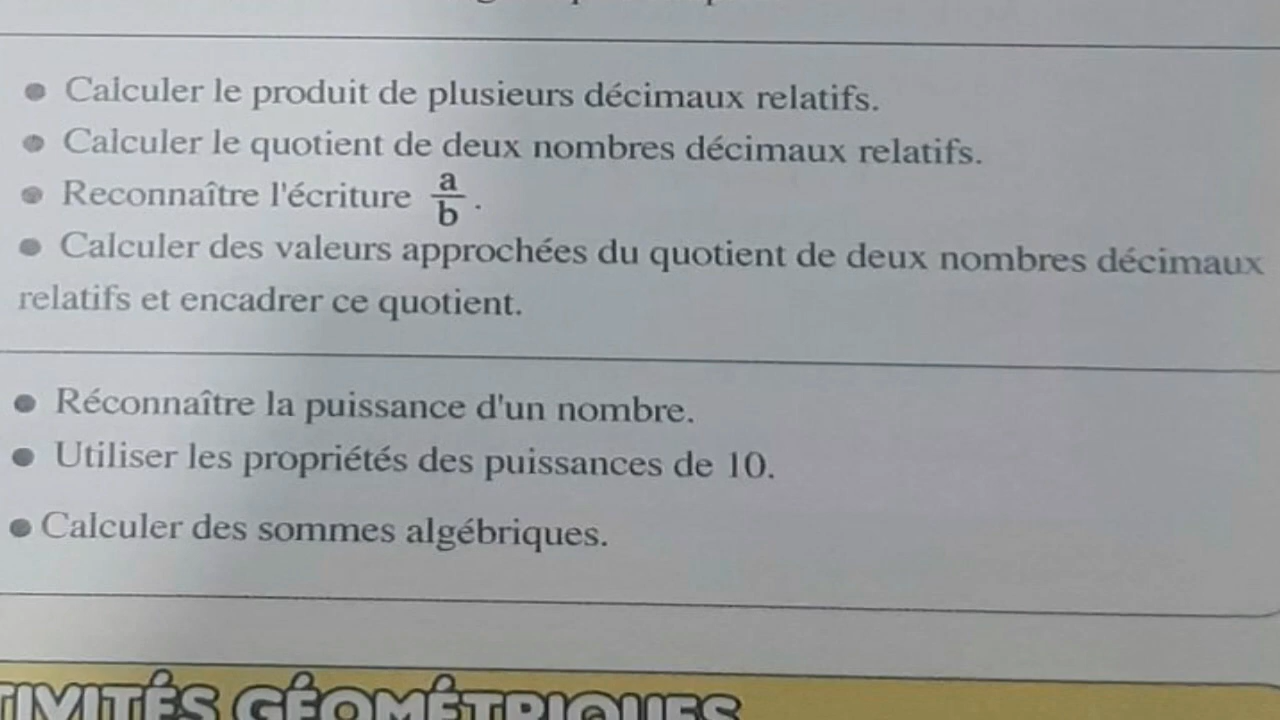 • Calculer le produit de plusieurs décimaux relatifs.
• Calculer le quotient de deux nombres décimaux relatifs.
• Reconnaître l'écriture a/b.
• Calculer des valeurs approchées du quotient de deux nombres décimaux
relatifs et encadrer ce quotient.
• Réconnaître la puissance d'un nombre.
• Utiliser les propriétés des puissances de 10.
• Calculer des sommes algébriques.
TIVITÉS GÉOMÉTRIQUES